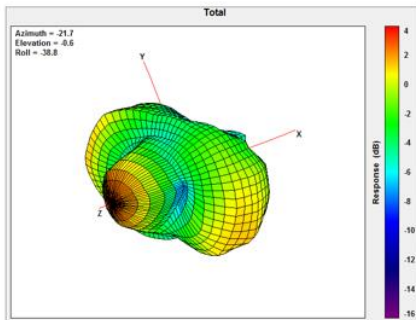 Total
Azimuth = -21.7
Elevation = -0.6
Roll = -38.8
Y
X
Z
4
2
0
-2
-4
-6
-8
-10
-12
-14
-16
Response (dB)